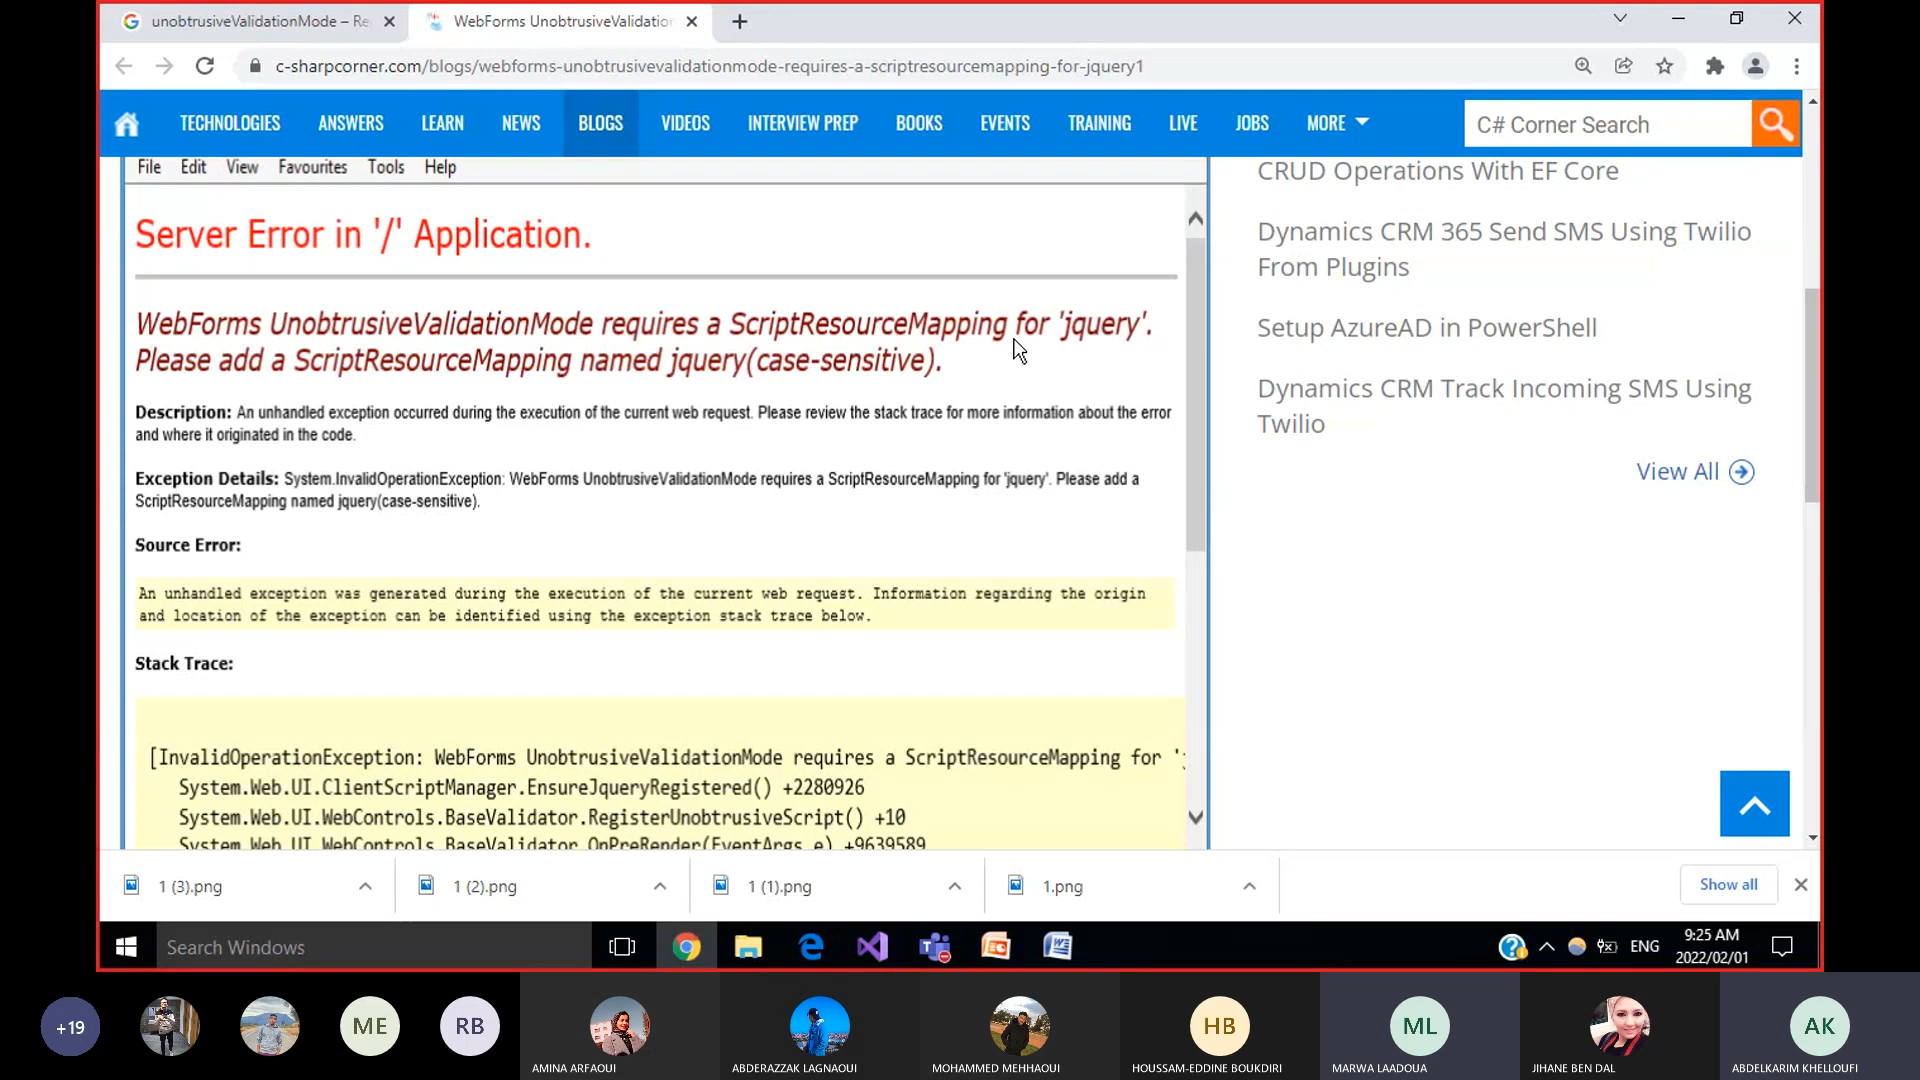 unobtrusiveValidationMode – Re
WebForms UnobtrusiveValidatio
c-sharpcorner.com/blogs/webforms-unobtrusivevalidationmode-requires-a-scriptresourcemapping-for-jquery1
TECHNOLOGIES ANSWERS LEARN NEWS BLOGS VIDEOS INTERVIEW PREP BOOKS EVENTS TRAINING LIVE JOBS MORE
C# Corner Search
File Edit View Favourites Tools Help
Server Error in '/' Application.
WebForms UnobtrusiveValidationMode requires a ScriptResourceMapping for 'jquery'.
Please add a ScriptResourceMapping named jquery(case-sensitive).
Description: An unhandled exception occurred during the execution of the current web request. Please review the stack trace for more information about the error
and where it originated in the code.
Exception Details: System.InvalidOperationException: WebForms UnobtrusiveValidationMode requires a ScriptResourceMapping for 'jquery'. Please add a
ScriptResourceMapping named jquery(case-sensitive).
Source Error:
An unhandled exception was generated during the execution of the current web request. Information regarding the origin
and location of the exception can be identified using the exception stack trace below.
Stack Trace:
[InvalidOperationException: WebForms UnobtrusiveValidationMode requires a ScriptResourceMapping for 'j
System.Web.UI.ClientScriptManager.EnsureJqueryRegistered() +2280926
System.Web.UI.WebControls.BaseValidator.RegisterUnobtrusiveScript() +10
System.Web.UI.WebControls.BaseValidator.OnPreRender(EventArgs e) +9639589
CRUD Operations With EF Core
Dynamics CRM 365 Send SMS Using Twilio
From Plugins
Setup AzureAD in PowerShell
Dynamics CRM Track Incoming SMS Using
Twilio
View All
1 (3).png
1 (2).png
1 (1).png
1.png
Show all
Search Windows
ENG
9:25 AM
2022/02/01
+19
ME
RB
AMINA ARFAOUI
ABDERAZZAK LAGNAOUI
MOHAMMED MEHHAOUI
HB
HOUSSAM-EDDINE BOUKDIRI
ML
MARWA LAADOUA
JIHANE BEN DAL
AK
ABDELKARIM KHELLOUFI